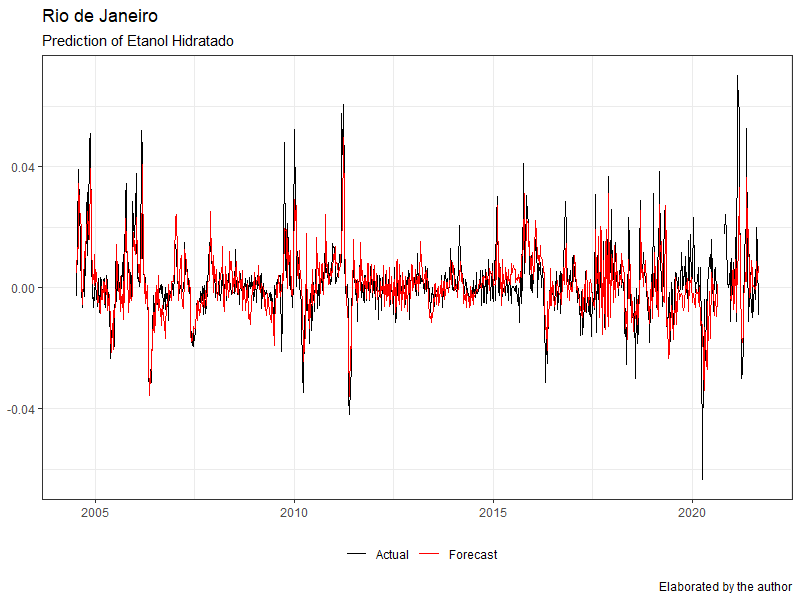 Rio de Janeiro
Prediction of Etanol Hidratado
0.04
0.00
-0.04
2005 2010 2015 2020
Actual Forecast
Elaborated by the author